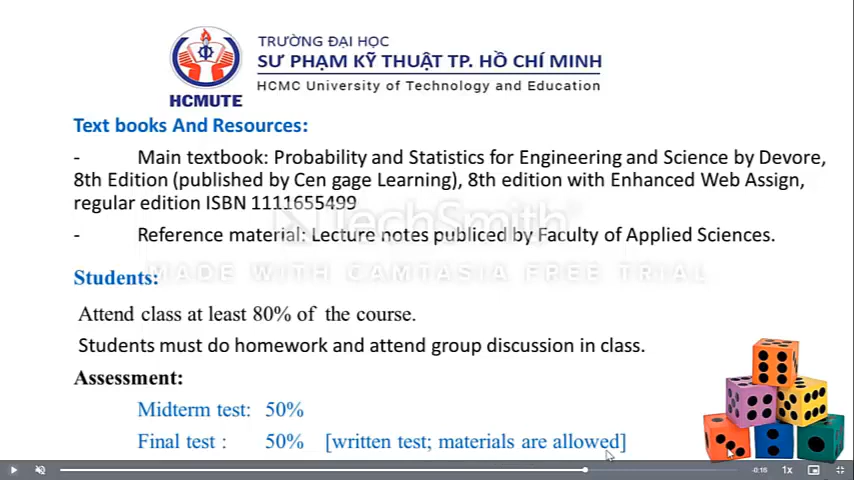 TRƯỜNG ĐẠI HỌC
SƯ PHẠM KỸ THUẬT TP. HỒ CHÍ MINH
HCMC University of Technology and Education
HCMUTE
Text books And Resources:
- Main textbook: Probability and Statistics for Engineering and Science by Devore,
8th Edition (published by Cen gage Learning), 8th edition with Enhanced Web Assign,
regular edition ISBN 1111655499
TechSmith
- Reference material: Lecture notes publiced by Faculty of Applied Sciences.
MADE WITH CAMTASIA FREE TRIAL
Students:
Attend class at least 80% of the course.
Students must do homework and attend group discussion in class.
Assessment:
Midterm test: 50%
Final test : 50% [written test; materials are allowed]
-0:16 1x